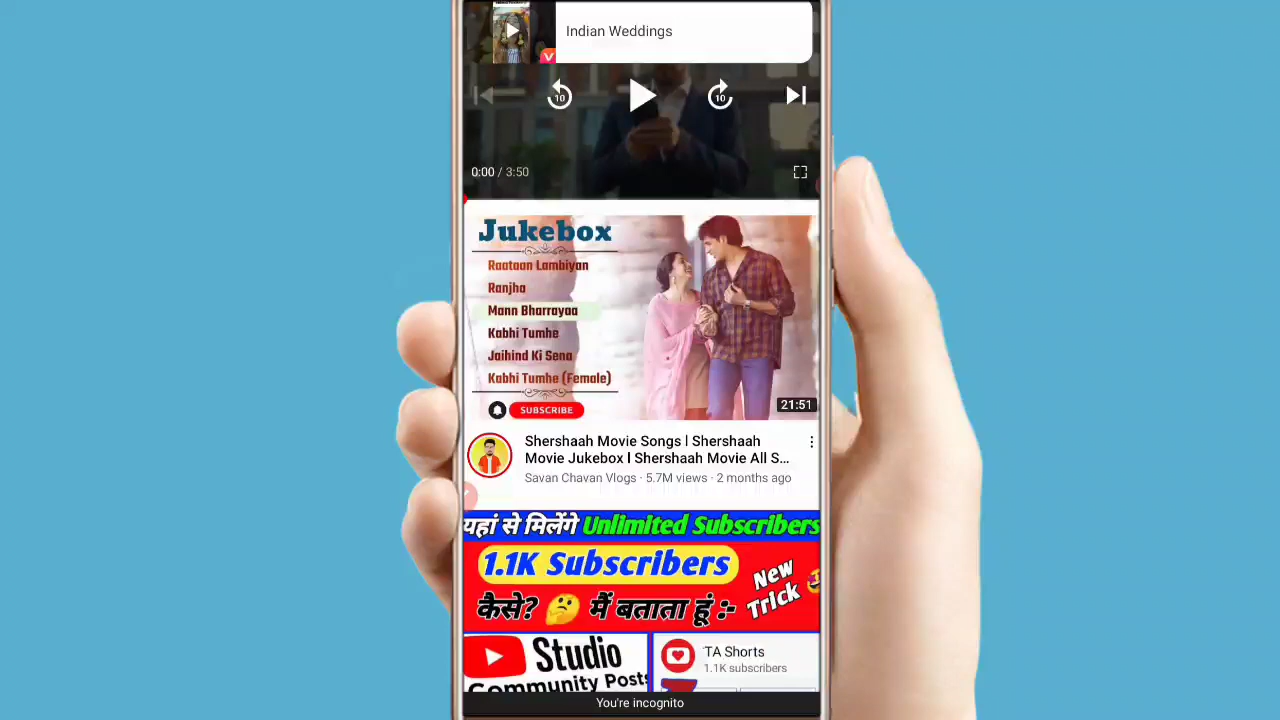 Indian Weddings
10
10
0:00 / 3:50
Jukebox
Raataan Lambiyan
Ranjha
Mann Bharrayaa
Kabhi Tumhe
Jaihind Ki Sena
Kabhi Tumhe (Female)
SUBSCRIBE
21:51
Shershaah Movie Songs l Shershaah
Movie Jukebox l Shershaah Movie All S...
Savan Chavan Vlogs · 5.7M views · 2 months ago
यहां से मिलेंगे Unlimited Subscribers
1.1K Subscribers
New
Trick
कैसे? मैं बताता हूं :-
Studio
Community Posts
TA Shorts
1.1K subscribers
You're incognito